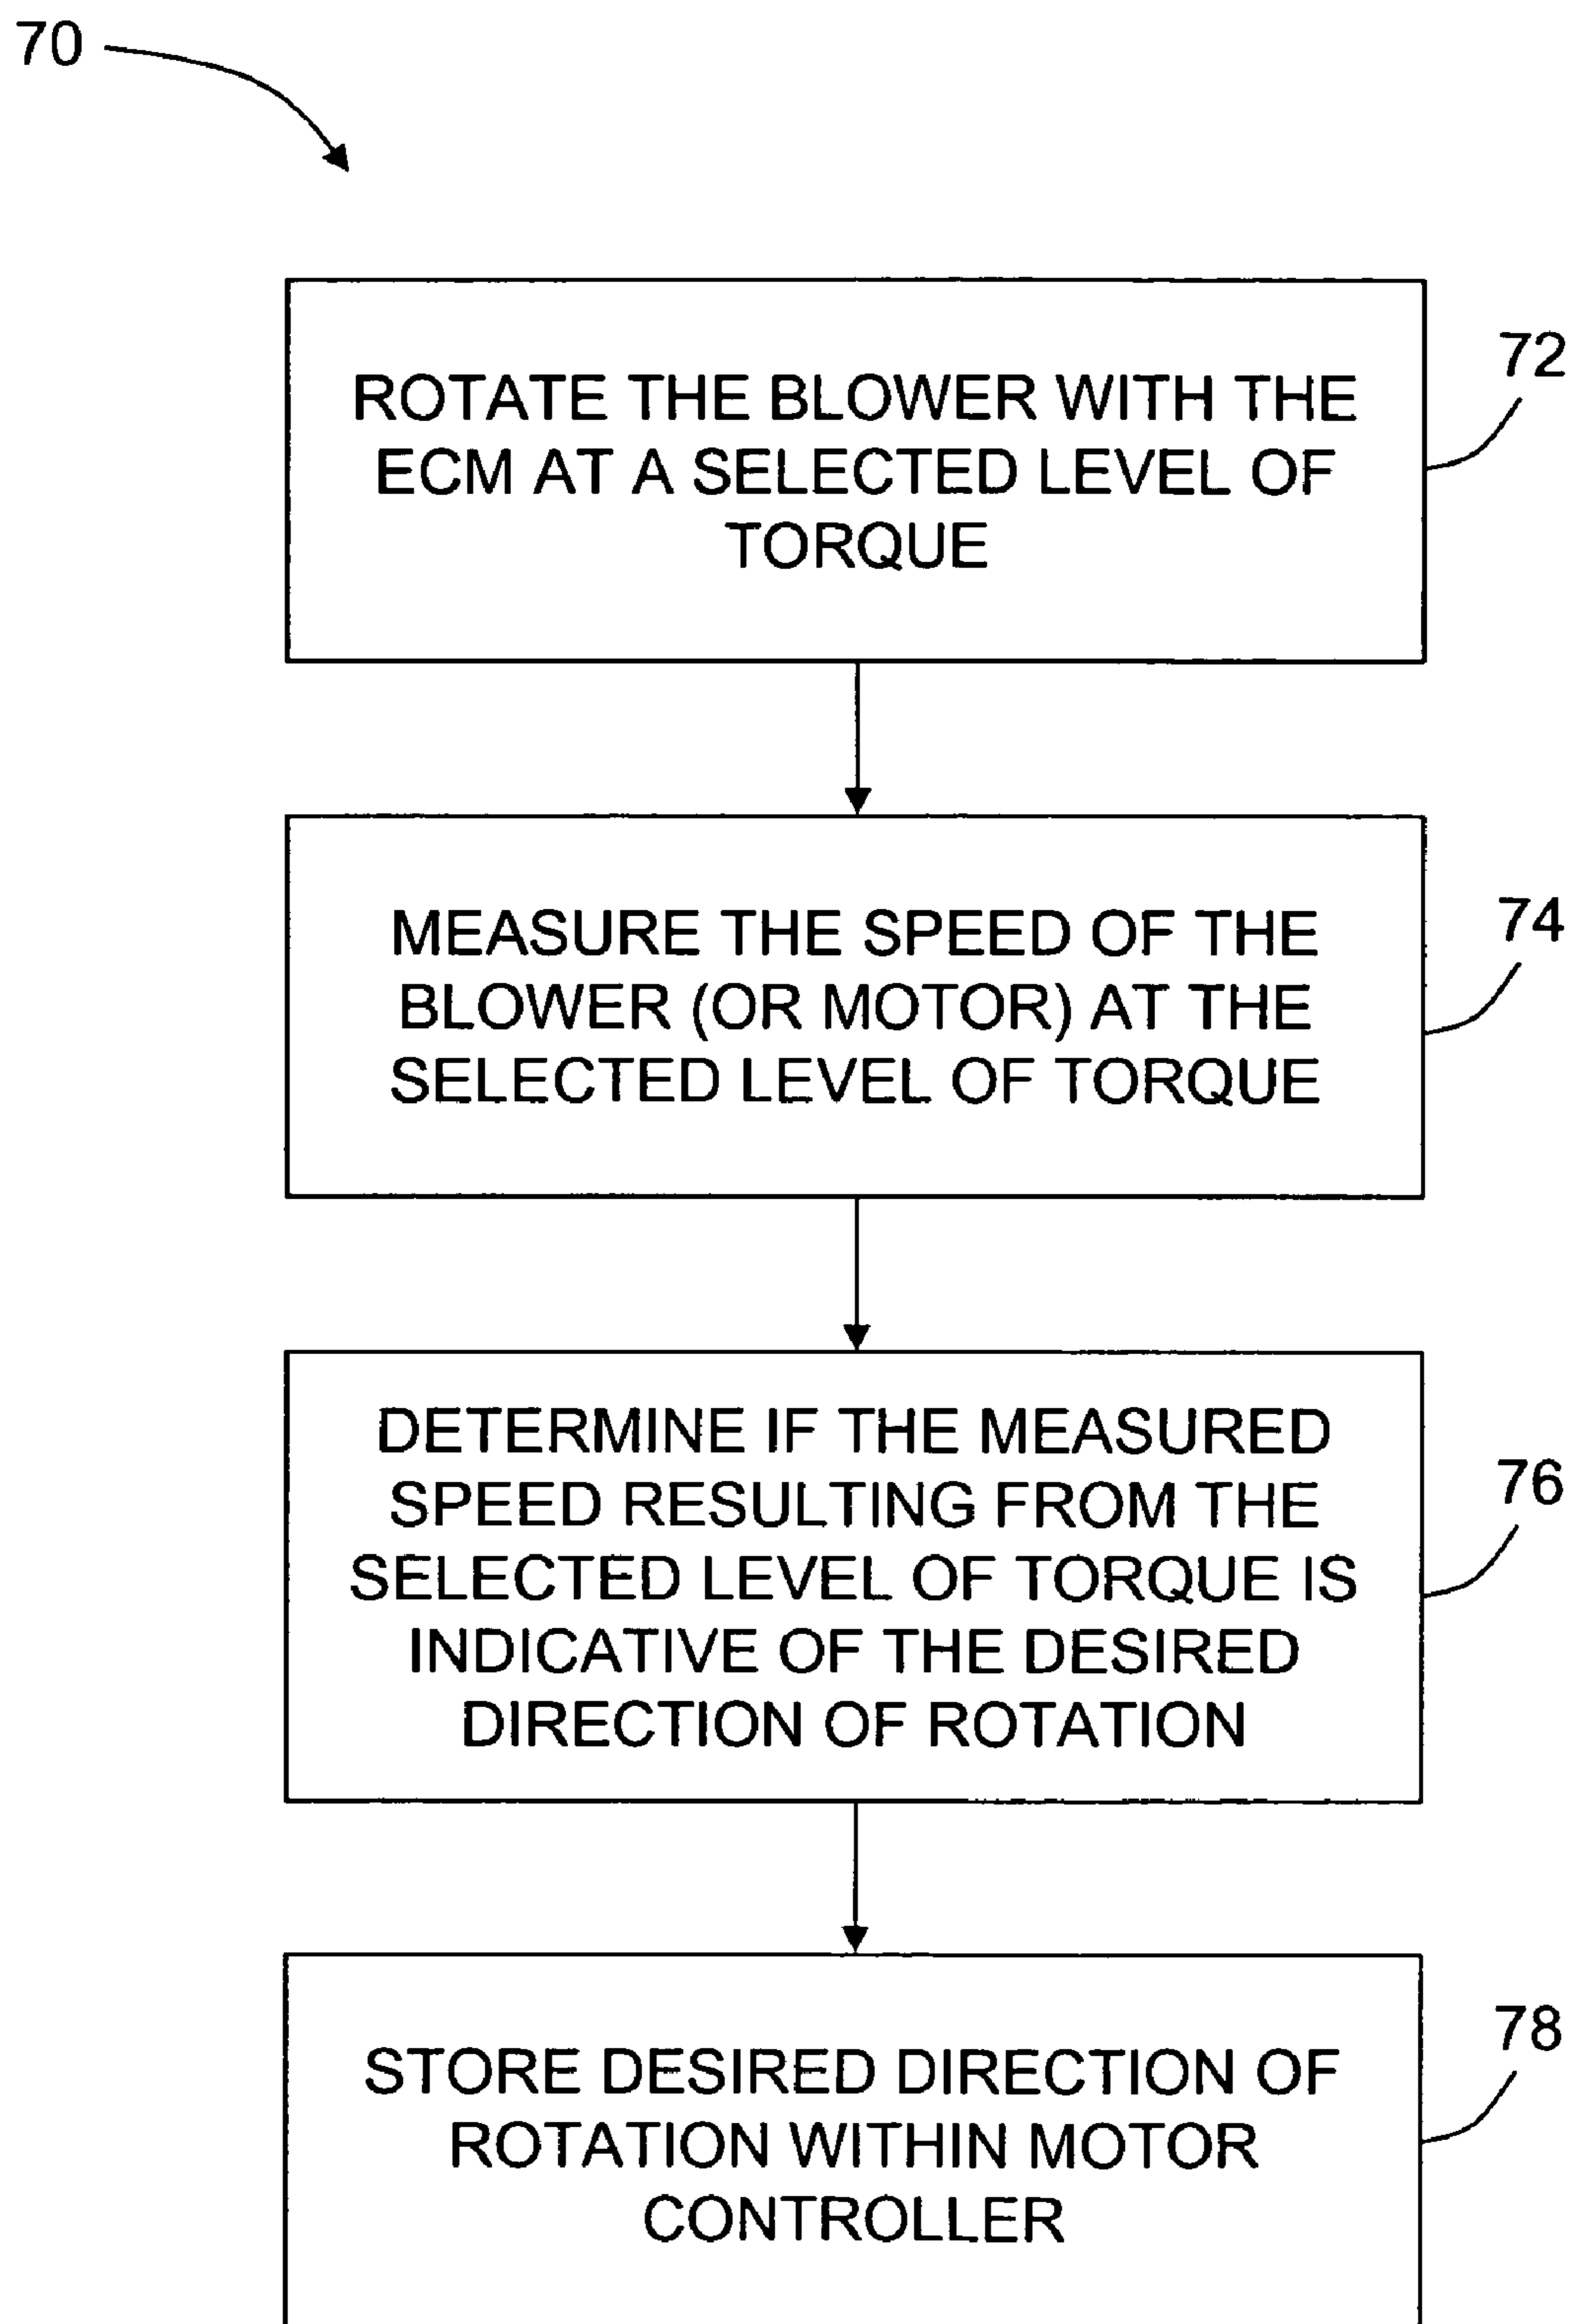 70
ROTATE THE BLOWER WITH THE
ECM AT A SELECTED LEVEL OF
TORQUE
72
MEASURE THE SPEED OF THE
BLOWER (OR MOTOR) AT THE
SELECTED LEVEL OF TORQUE
74
DETERMINE IF THE MEASURED
SPEED RESULTING FROM THE
SELECTED LEVEL OF TORQUE IS
INDICATIVE OF THE DESIRED
DIRECTION OF ROTATION
76
STORE DESIRED DIRECTION OF
ROTATION WITHIN MOTOR
CONTROLLER
78